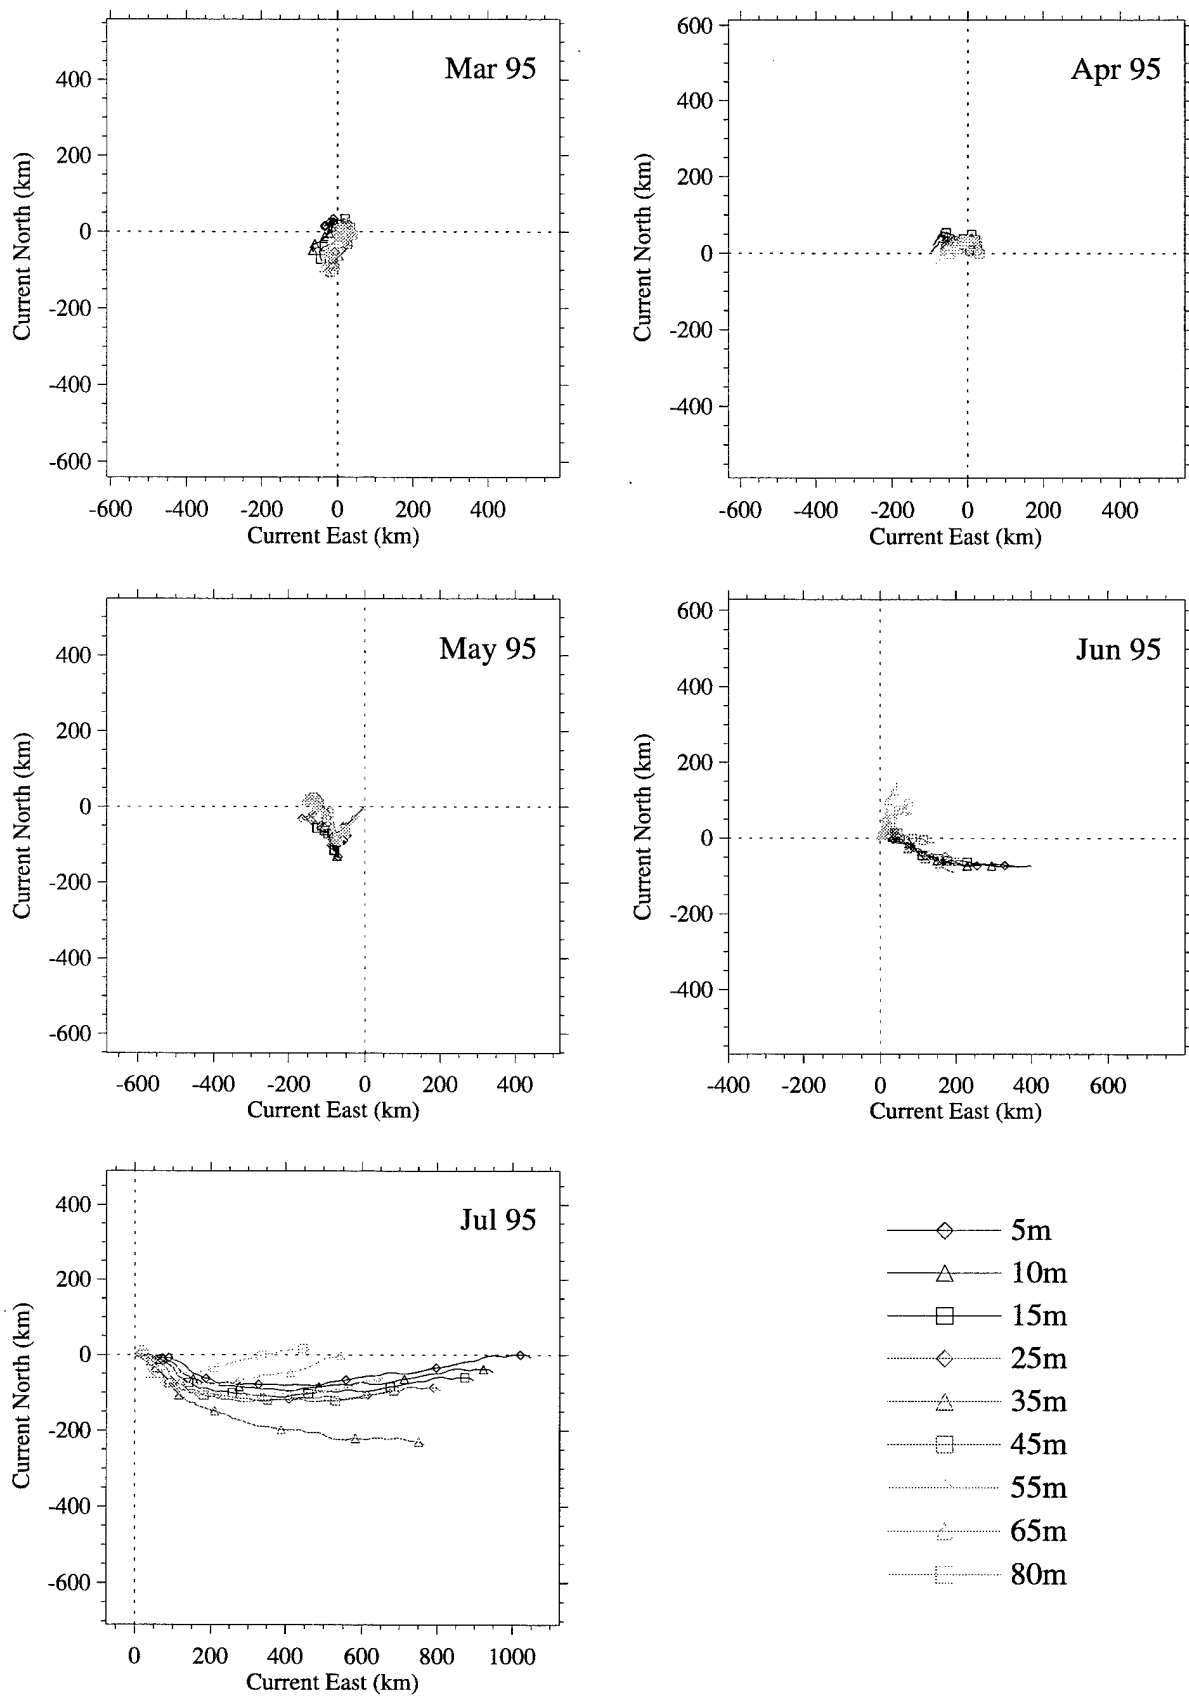 Mar 95
400
200
0
-200
-400
-600
Current North (km)
-600 -400 -200 0 200 400
Current East (km)
Apr 95
600
400
200
0
-200
-400
Current North (km)
-600 -400 -200 0 200 400
Current East (km)
May 95
400
200
0
-200
-400
-600
Current North (km)
-600 -400 -200 0 200 400
Current East (km)
Jun 95
600
400
200
0
-200
-400
Current North (km)
-400 -200 0 200 400 600
Current East (km)
Jul 95
400
200
0
-200
-400
-600
Current North (km)
0 200 400 600 800 1000
Current East (km)
5m
10m
15m
25m
35m
45m
55m
65m
80m